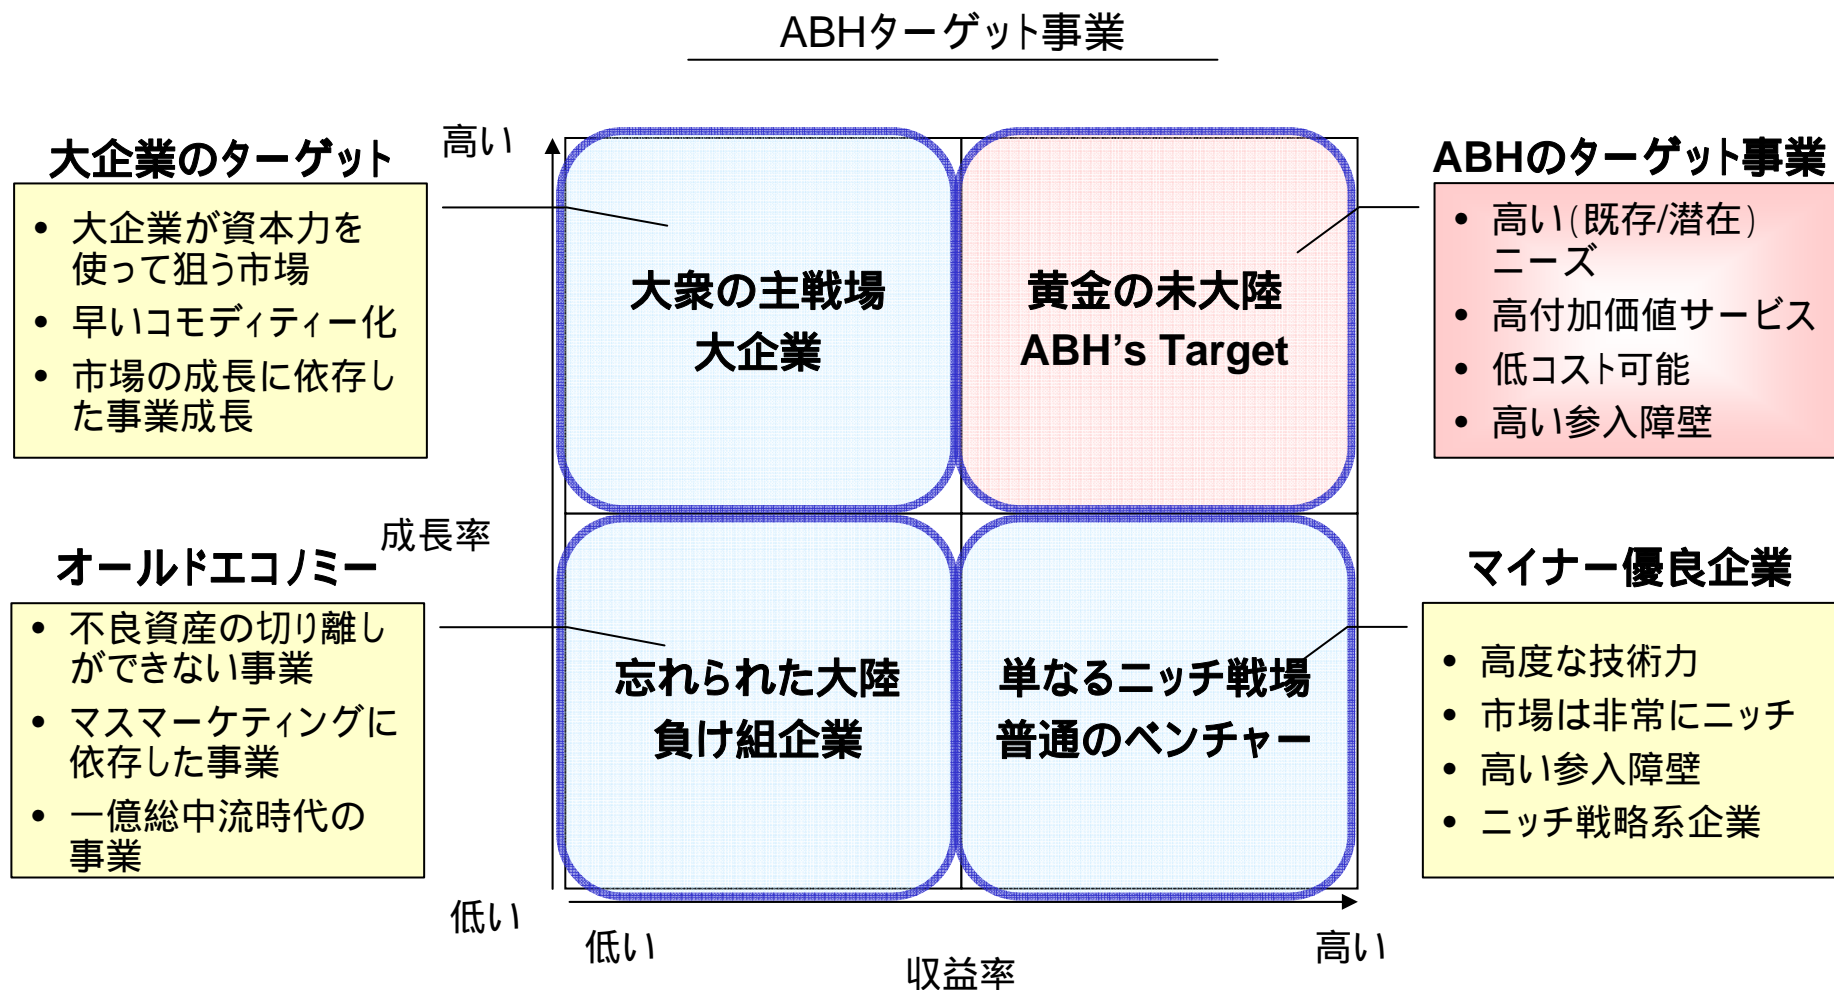 ABHターゲット事業
大企業のターゲット
• 大企業が資本力を
使って狙う市場
• 早いコモディティー化
• 市場の成長に依存し
た事業成長
高い
大衆の主戦場
大企業
黄金の未大陸
ABH's Target
ABHのターゲット事業
• 高い(既存/潜在)
ニーズ
• 高付加価値サービス
• 低コスト可能
• 高い参入障壁
成長率
オールドエコノミー
• 不良資産の切り離し
ができない事業
• マスマーケティングに
依存した事業
• 一億総中流時代の
事業
忘れられた大陸
負け組企業
単なるニッチ戦場
普通のベンチャー
マイナー優良企業
• 高度な技術力
• 市場は非常にニッチ
• 高い参入障壁
• ニッチ戦略系企業
低い
低い
収益率
高い